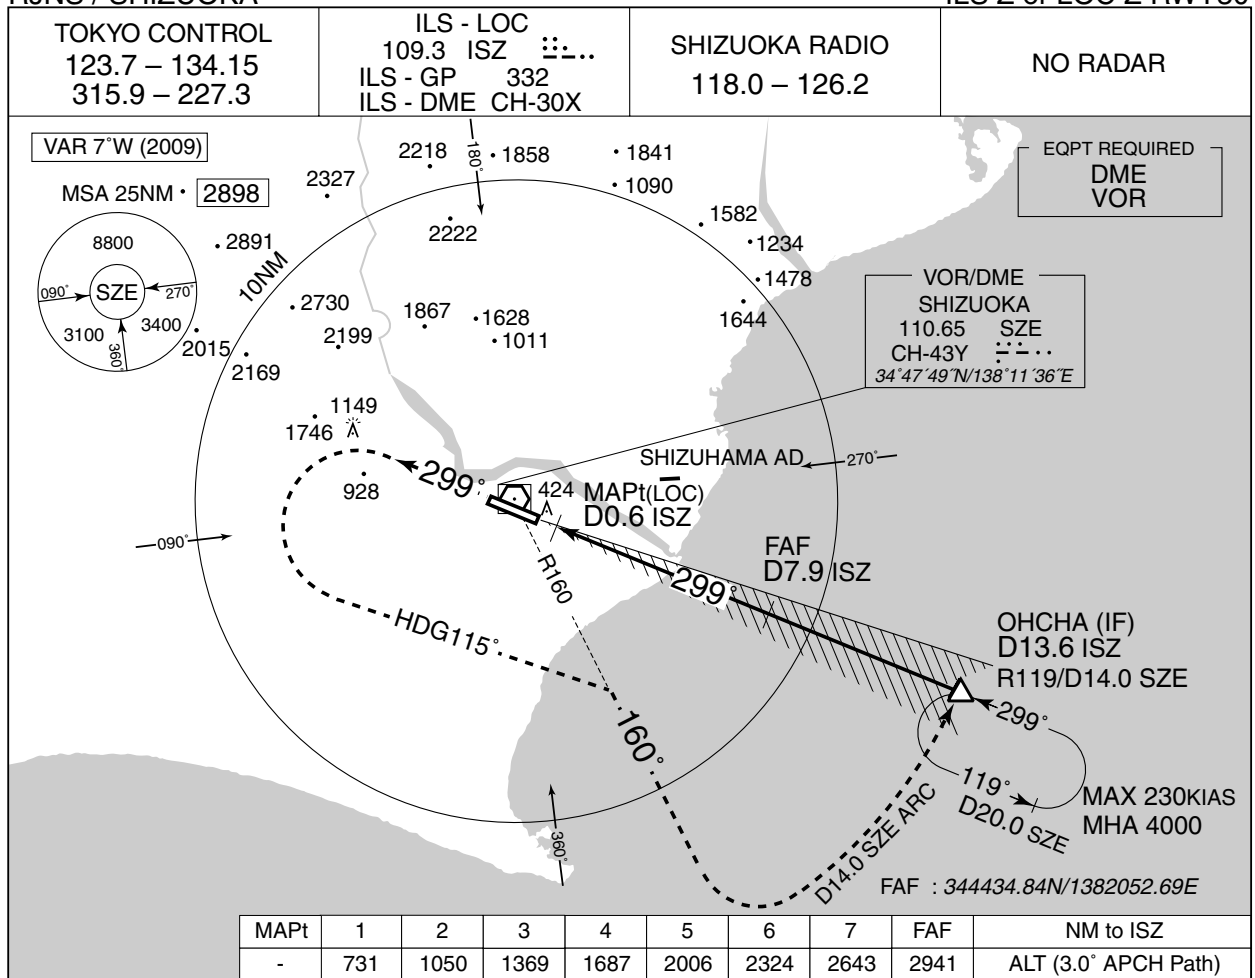 RJNS / SHIZUOKA
TOKYO CONTROL
123.7 – 134.15
315.9 – 227.3
ILS - LOC
109.3 ISZ
ILS - GP 332
ILS - DME CH-30X
SHIZUOKA RADIO
118.0 – 126.2
NO RADAR
VAR 7°W (2009)
MSA 25NM
2898
8800
090°
SZE
270°
3100
3400
360°
EQPT REQUIRED
DME
VOR
2218
180°
1858
1841
1090
2327
2222
1582
1234
2891
10NM
1478
2730
1867
1628
1644
2199
1011
2015
2169
VOR/DME
SHIZUOKA
110.65 SZE
CH-43Y
34°47´49˝N/138°11´36˝E
1149
1746
928
299°
SHIZUHAMA AD
270°
424
MAPt(LOC)
D0.6 ISZ
090°
R160
FAF
D7.9 ISZ
299°
HDG115°
OHCHA (IF)
D13.6 ISZ
R119/D14.0 SZE
299°
160°
119°
D20.0 SZE
MAX 230KIAS
MHA 4000
360°
D14.0 SZE ARC
FAF : 344434.84N/1382052.69E
MAPt 1 2 3 4 5 6 7 FAF NM to ISZ
- 731 1050 1369 1687 2006 2324 2643 2941 ALT (3.0° APCH Path)